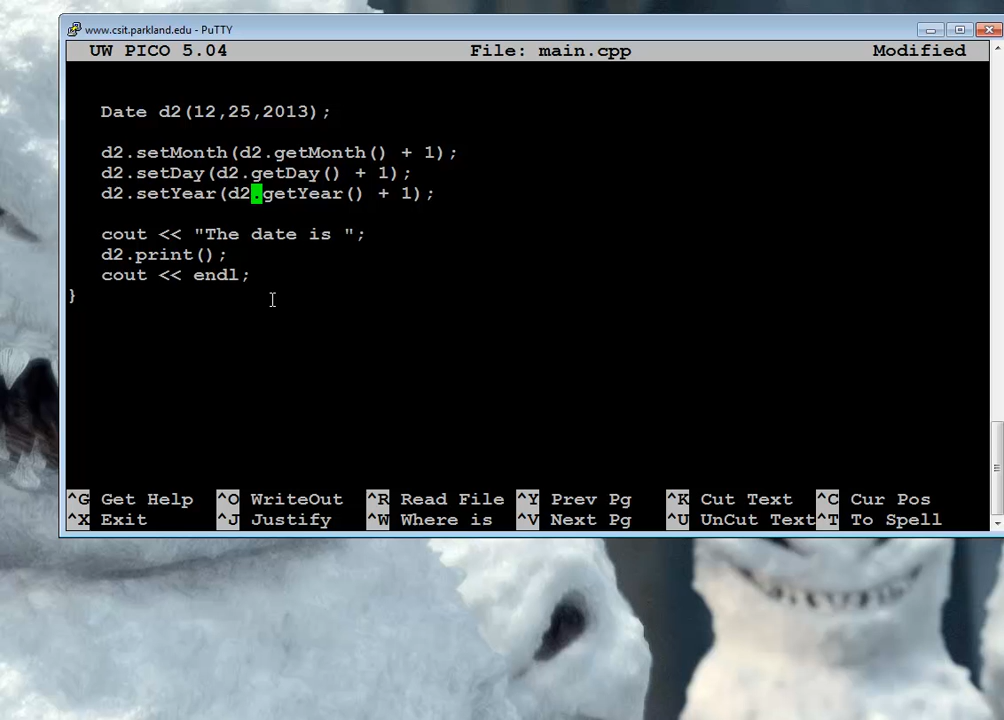 www.csit.parkland.edu - PuTTY
UW PICO 5.04 File: main.cpp Modified
Date d2(12,25,2013);
d2.setMonth(d2.getMonth() + 1);
d2.setDay(d2.getDay() + 1);
d2.setYear(d2.getYear() + 1);
cout << "The date is ";
d2.print();
cout << endl;
}
^G Get Help ^O WriteOut ^R Read File ^Y Prev Pg ^K Cut Text ^C Cur Pos
^X Exit ^J Justify ^W Where is ^V Next Pg ^U UnCut Text ^T To Spell